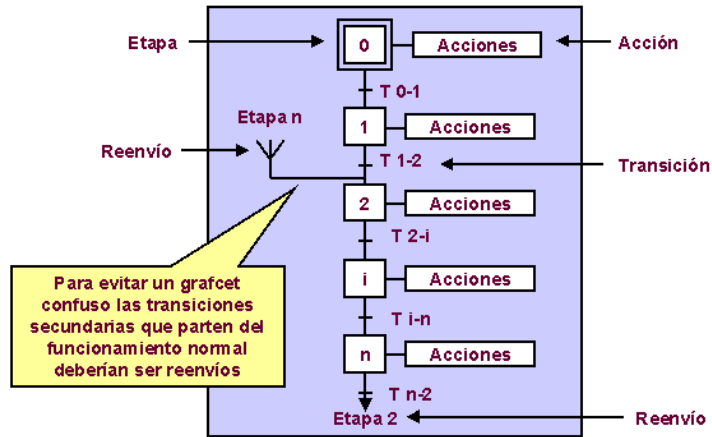 Etapa
0
Acciones
Acción
T 0-1
Etapa n
1
Acciones
Reenvío
T 1-2
Transición
2
Acciones
T 2-i
Para evitar un grafcet
confuso las transiciones
secundarias que parten del
funcionamiento normal
deberían ser reenvíos
i
Acciones
T i-n
n
Acciones
T n-2
Etapa 2
Reenvío